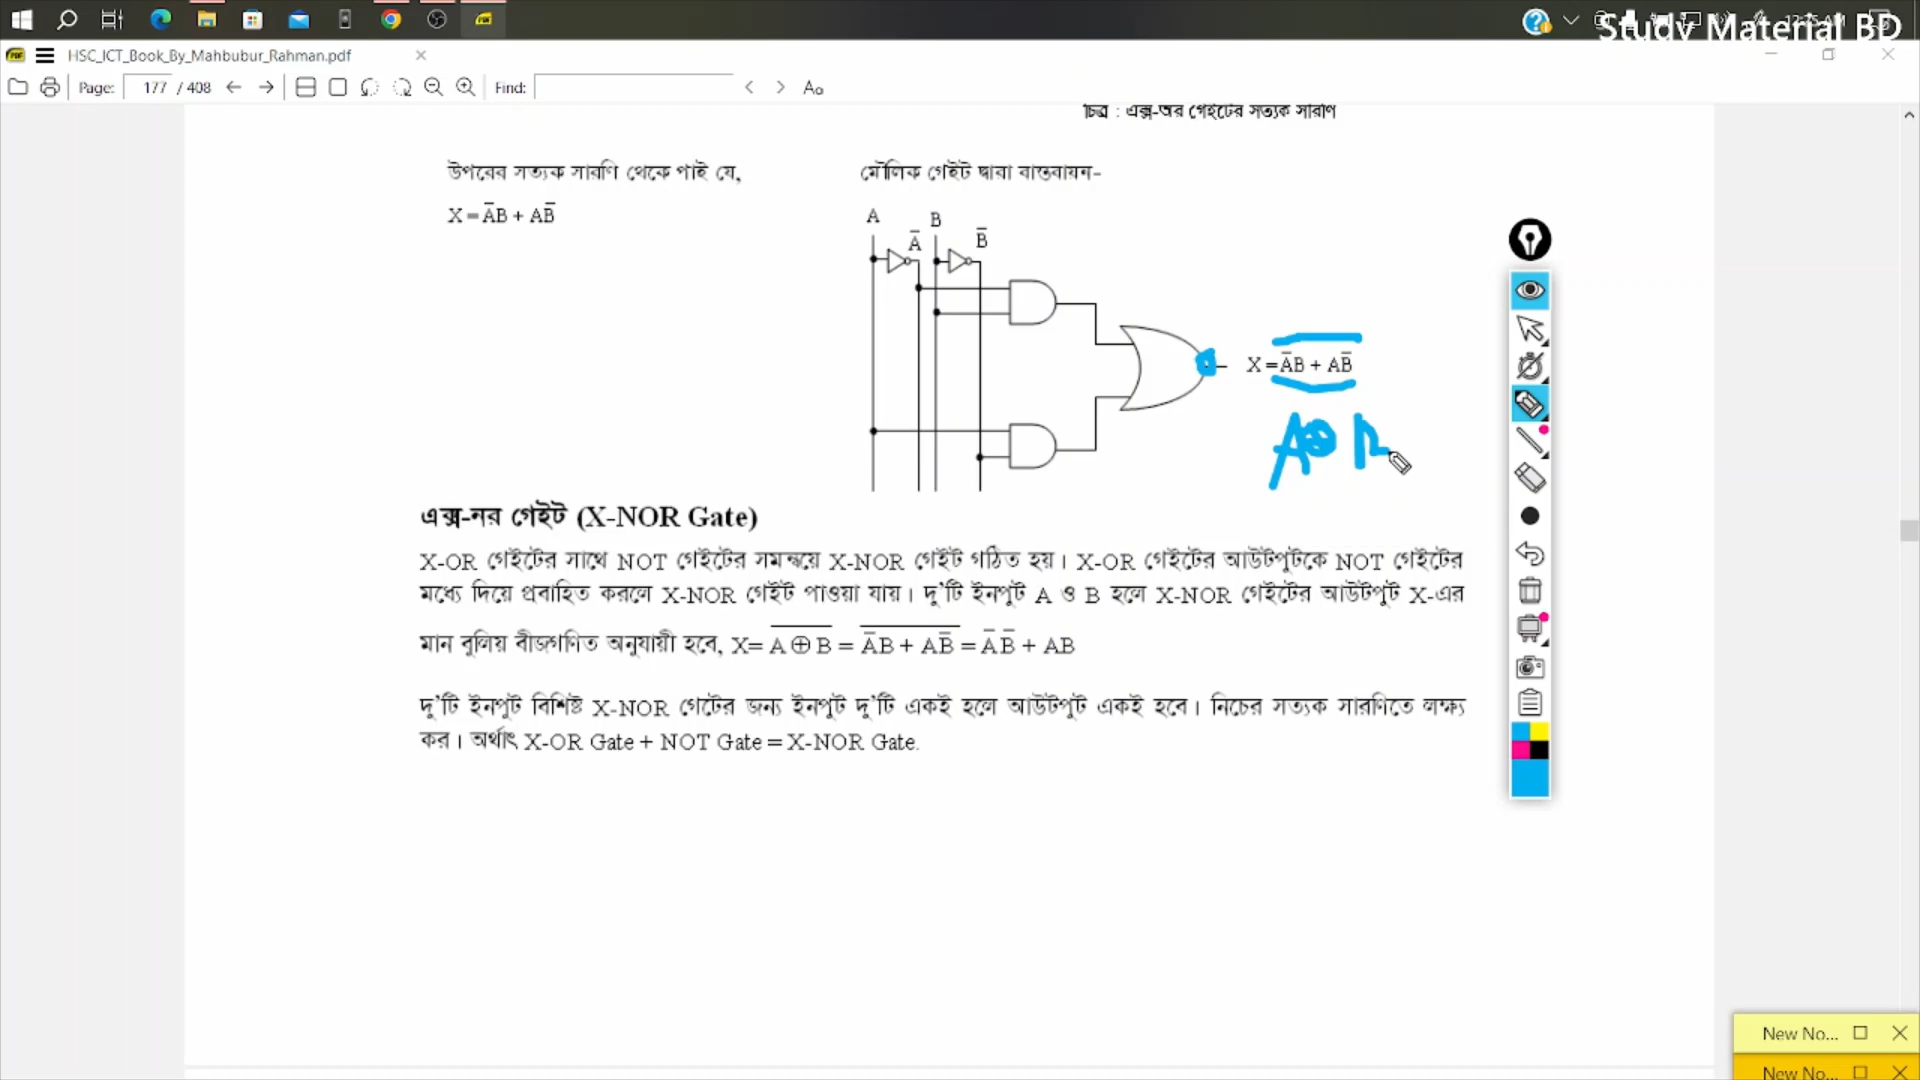 Study Material BD
HSC_ICT_Book_By_Mahbubur_Rahman.pdf
Page: 177 / 408 Find:
চিত্র : এক্স-অর গেইটের সত্যক সারণি
উপরের সত্যক সারণি থেকে পাই যে,
মৌলিক গেইট দ্বারা বাস্তবায়ন-
X = A̅B + AB̅
A B
A̅ B̅
X = A̅B + AB̅
A⊕
এক্স-নর গেইট (X-NOR Gate)
X-OR গেইটের সাথে NOT গেইটের সমন্বয়ে X-NOR গেইট গঠিত হয়। X-OR গেইটের আউটপুটকে NOT গেইটের
মধ্যে দিয়ে প্রবাহিত করলে X-NOR গেইট পাওয়া যায়। দু'টি ইনপুট A ও B হলে X-NOR গেইটের আউটপুট X-এর
মান বুলিয় বীজগণিত অনুযায়ী হবে, X= \overline{A ⊕ B} = \overline{A̅B + AB̅} = A̅ B̅ + AB
দু'টি ইনপুট বিশিষ্ট X-NOR গেটের জন্য ইনপুট দু'টি একই হলে আউটপুট একই হবে। নিচের সত্যক সারণিতে লক্ষ্য
কর। অর্থাৎ X-OR Gate + NOT Gate = X-NOR Gate.
New No...
New No...